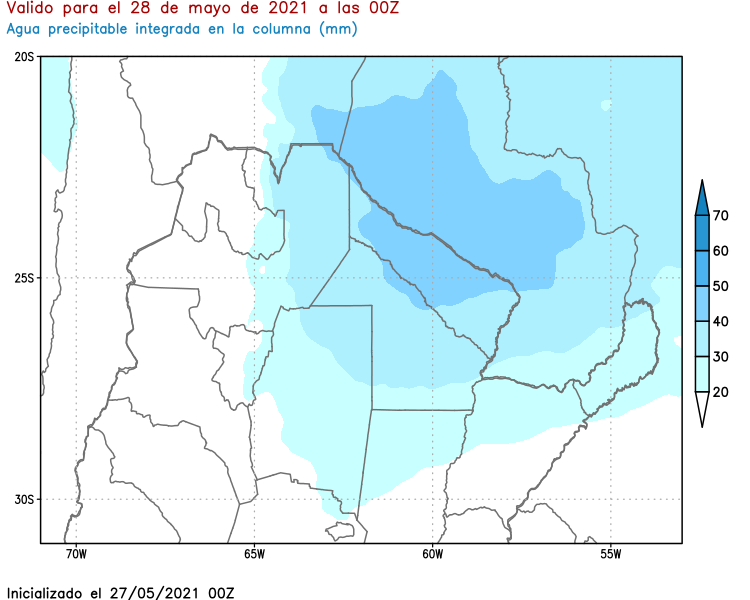 Valido para el 28 de mayo de 2021 a las 00Z
Agua precipitable integrada en la columna (mm)
20S
25S
30S
70W
65W
60W
55W
70
60
50
40
30
20
Inicializado el 27/05/2021 00Z